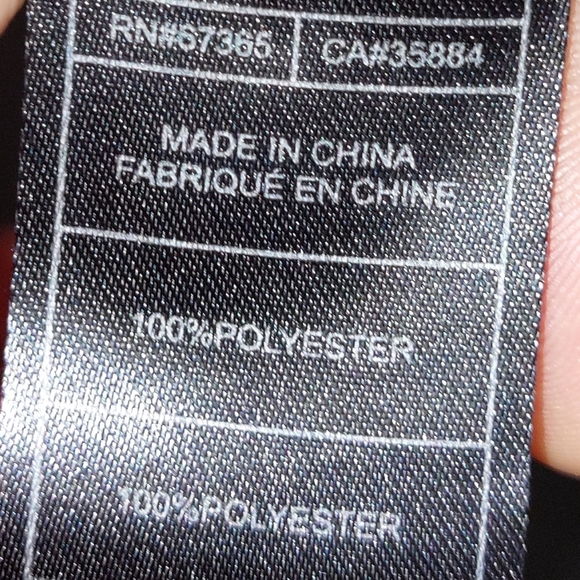 RN#67365 CA#35884
MADE IN CHINA
FABRIQUÉ EN CHINE
100%POLYESTER
100%POLYESTER